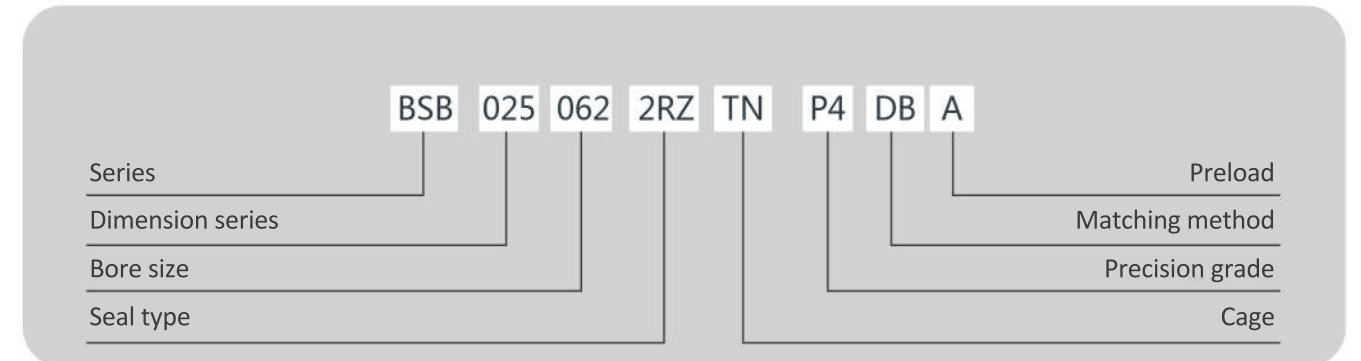 BSB 025 062 2RZ TN P4 DB A
Series Preload
Dimension series Matching method
Bore size Precision grade
Seal type Cage